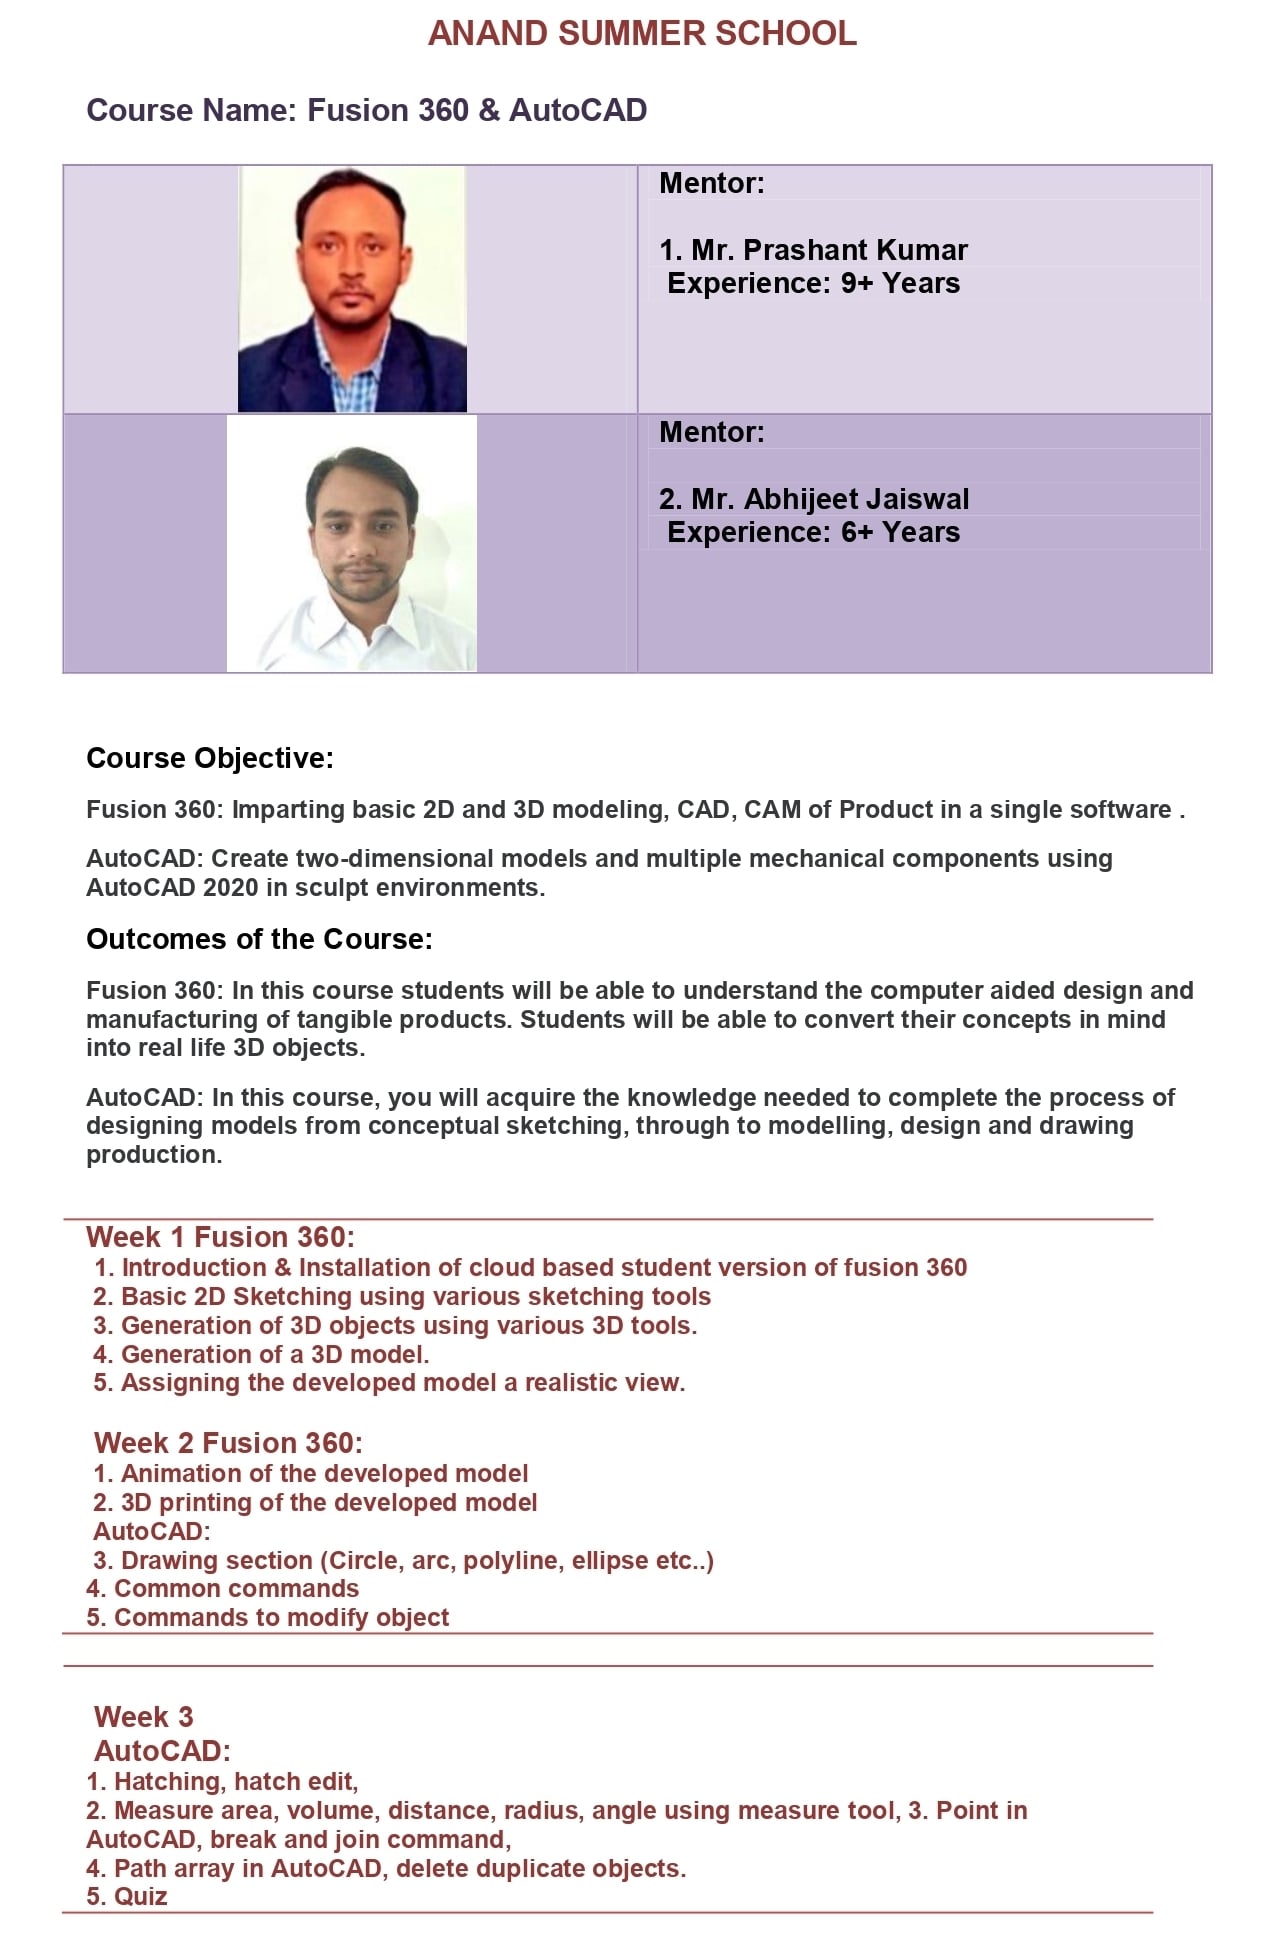 ANAND SUMMER SCHOOL
Course Name: Fusion 360 & AutoCAD
Mentor:
1. Mr. Prashant Kumar
Experience: 9+ Years
Mentor:
2. Mr. Abhijeet Jaiswal
Experience: 6+ Years
Course Objective:
Fusion 360: Imparting basic 2D and 3D modeling, CAD, CAM of Product in a single software .
AutoCAD: Create two-dimensional models and multiple mechanical components using
AutoCAD 2020 in sculpt environments.
Outcomes of the Course:
Fusion 360: In this course students will be able to understand the computer aided design and
manufacturing of tangible products. Students will be able to convert their concepts in mind
into real life 3D objects.
AutoCAD: In this course, you will acquire the knowledge needed to complete the process of
designing models from conceptual sketching, through to modelling, design and drawing
production.
Week 1 Fusion 360:
1. Introduction & Installation of cloud based student version of fusion 360
2. Basic 2D Sketching using various sketching tools
3. Generation of 3D objects using various 3D tools.
4. Generation of a 3D model.
5. Assigning the developed model a realistic view.
Week 2 Fusion 360:
1. Animation of the developed model
2. 3D printing of the developed model
AutoCAD:
3. Drawing section (Circle, arc, polyline, ellipse etc..)
4. Common commands
5. Commands to modify object
Week 3
AutoCAD:
1. Hatching, hatch edit,
2. Measure area, volume, distance, radius, angle using measure tool, 3. Point in
AutoCAD, break and join command,
4. Path array in AutoCAD, delete duplicate objects.
5. Quiz